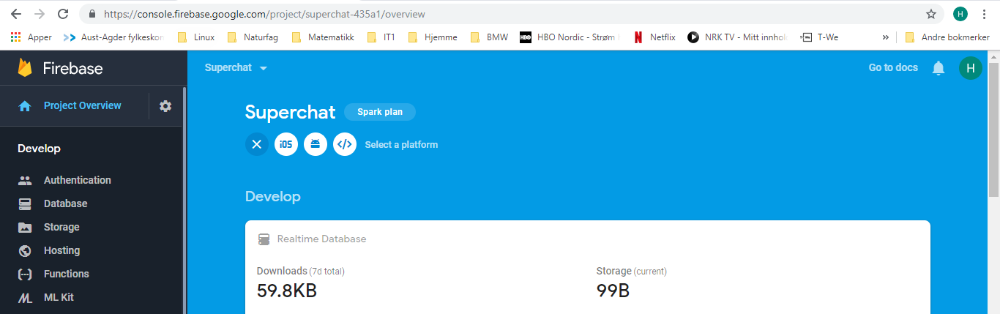 https://console.firebase.google.com/project/superchat-435a1/overview H
Apper Aust-Agder fylkeskon Linux Naturfag Matematikk IT1 Hjemme BMW HBO HBO Nordic - Strøm Netflix NRK TV - Mitt innhol T-We » Andre bokmerker
Firebase Superchat Go to docs H
Project Overview
Superchat Spark plan
iOS </> Select a platform
Develop
Authentication
Database
Storage
Hosting
Functions
ML Kit
Develop
Realtime Database
Downloads (7d total) Storage (current)
59.8KB 99B